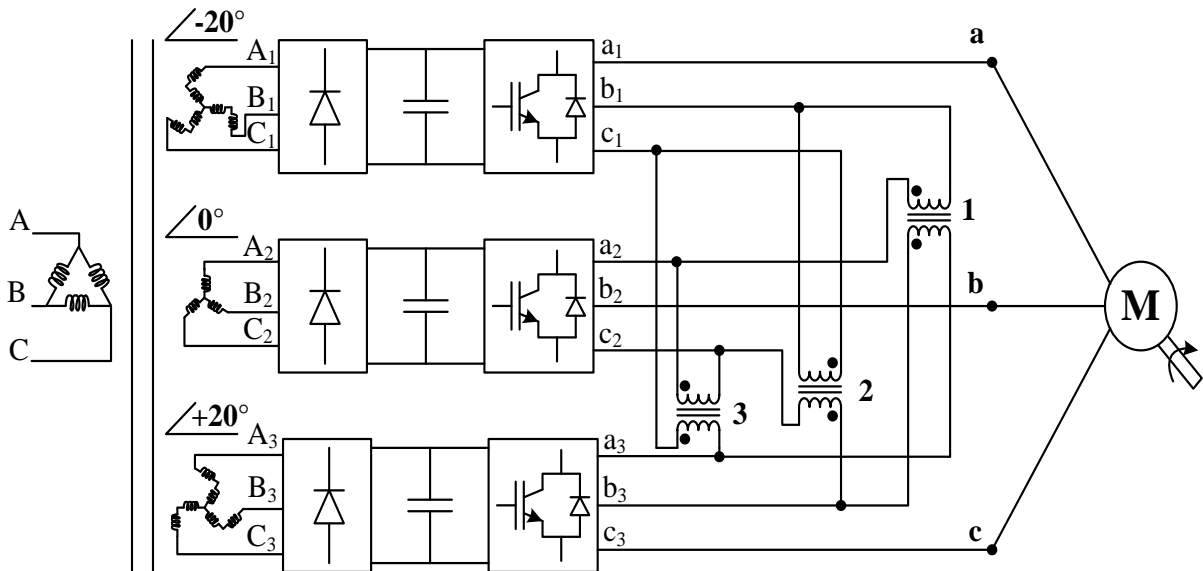 ∠-20°
A₁
B₁
C₁
a₁
b₁
c₁
a
1
A
B
C
∠0°
A₂
B₂
C₂
a₂
b₂
c₂
b
M
2
3
∠+20°
A₃
B₃
C₃
a₃
b₃
c₃
c